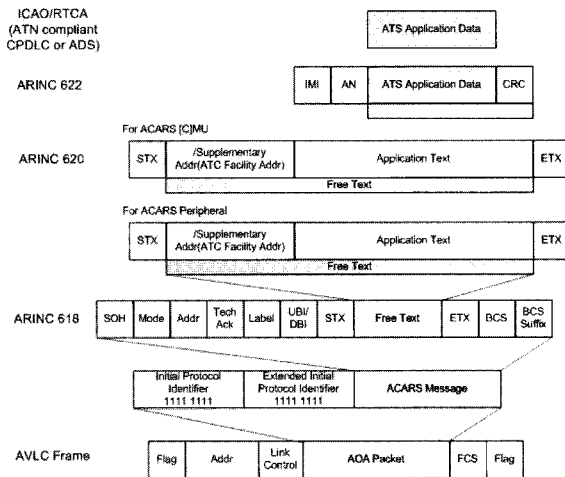 ICAO/RTCA
(ATN compliant
CPDLC or ADS)
ATS Application Data
ARINC 622
IMI AN ATS Application Data CRC
For ACARS [C]MU
ARINC 620
STX /Supplementary Addr(ATC Facility Addr) Application Text ETX
Free Text
For ACARS Peripheral
STX /Supplementary Addr(ATC Facility Addr) Application Text ETX
Free Text
ARINC 618
SOH Mode Addr Tech Ack Label UBI/DBI STX Free Text ETX BCS BCS Suffix
Initial Protocol Identifier 1111 1111 Extended Initial Protocol Identifier 1111 1111 ACARS Message
AVLC Frame
Flag Addr Link Control AOA Packet FCS Flag